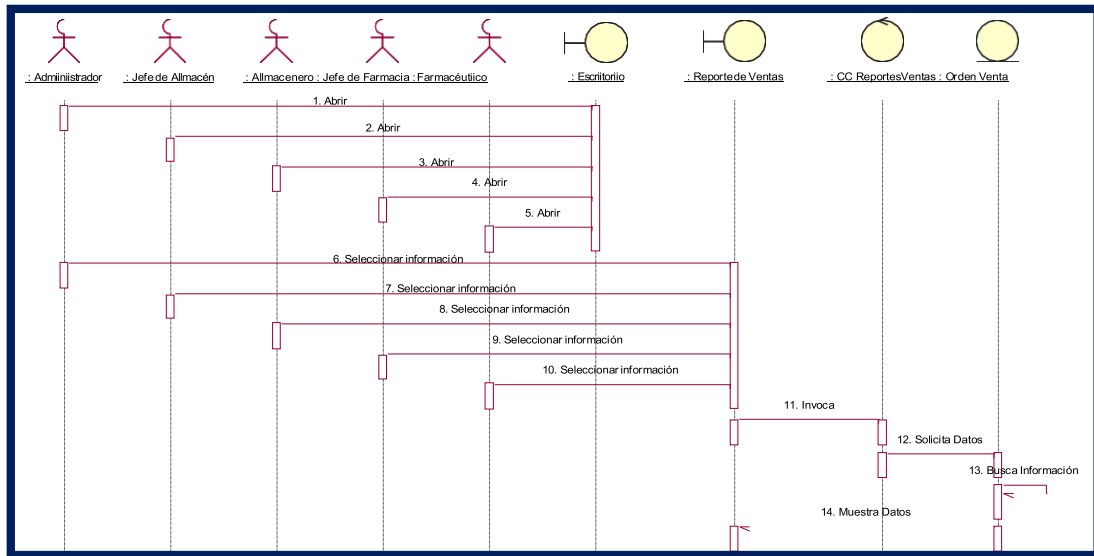 : Admiiniistrador : Jefe de Allmacén : Allmacenero : Jefe de Farmacia : Farmacéutiico : Escriitoriio : Reporte de Ventas : CC ReportesVentas : Orden Venta
1. Abrir
2. Abrir
3. Abrir
4. Abrir
5. Abrir
6. Seleccionar información
7. Seleccionar información
8. Seleccionar información
9. Seleccionar información
10. Seleccionar información
11. Invoca
12. Solicita Datos
13. Busca Información
14. Muestra Datos